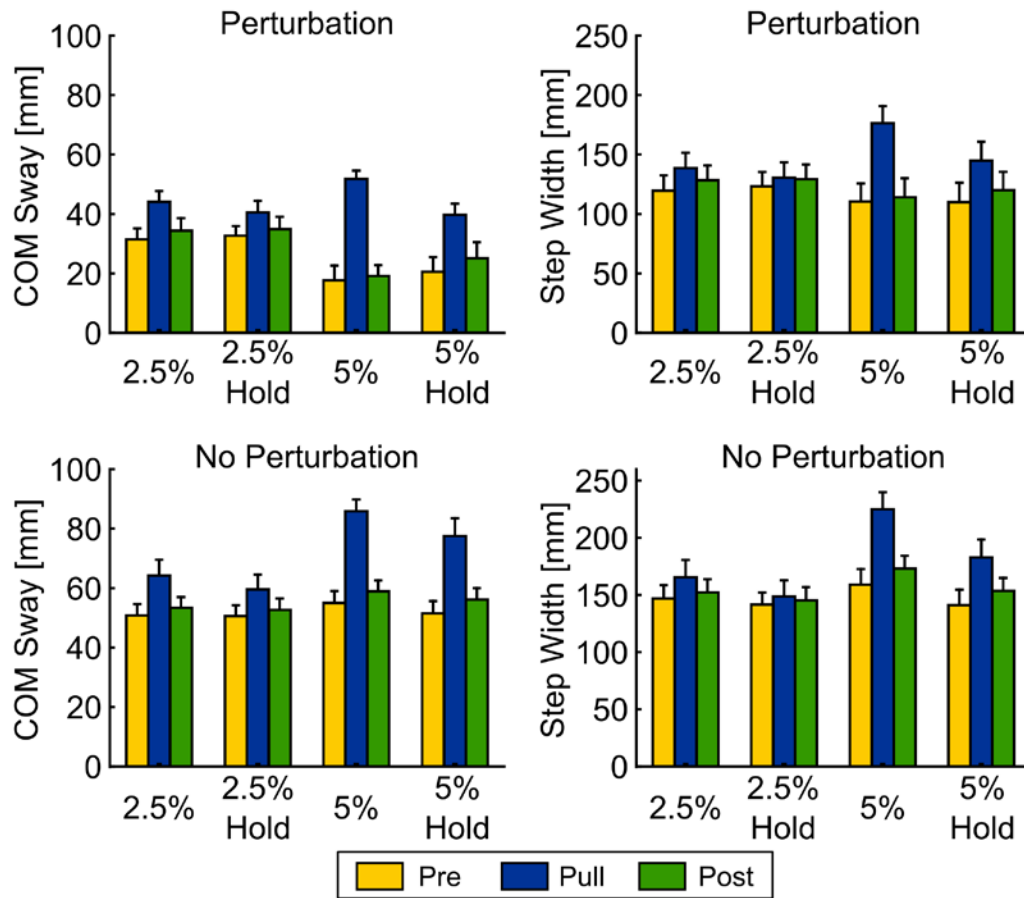 Perturbation
COM Sway [mm]
100
80
60
40
20
0
2.5%
2.5%
Hold
5%
5%
Hold
Perturbation
Step Width [mm]
250
200
150
100
50
0
2.5%
2.5%
Hold
5%
5%
Hold
No Perturbation
COM Sway [mm]
100
80
60
40
20
0
2.5%
2.5%
Hold
5%
5%
Hold
No Perturbation
Step Width [mm]
250
200
150
100
50
0
2.5%
2.5%
Hold
5%
5%
Hold
Pre Pull Post